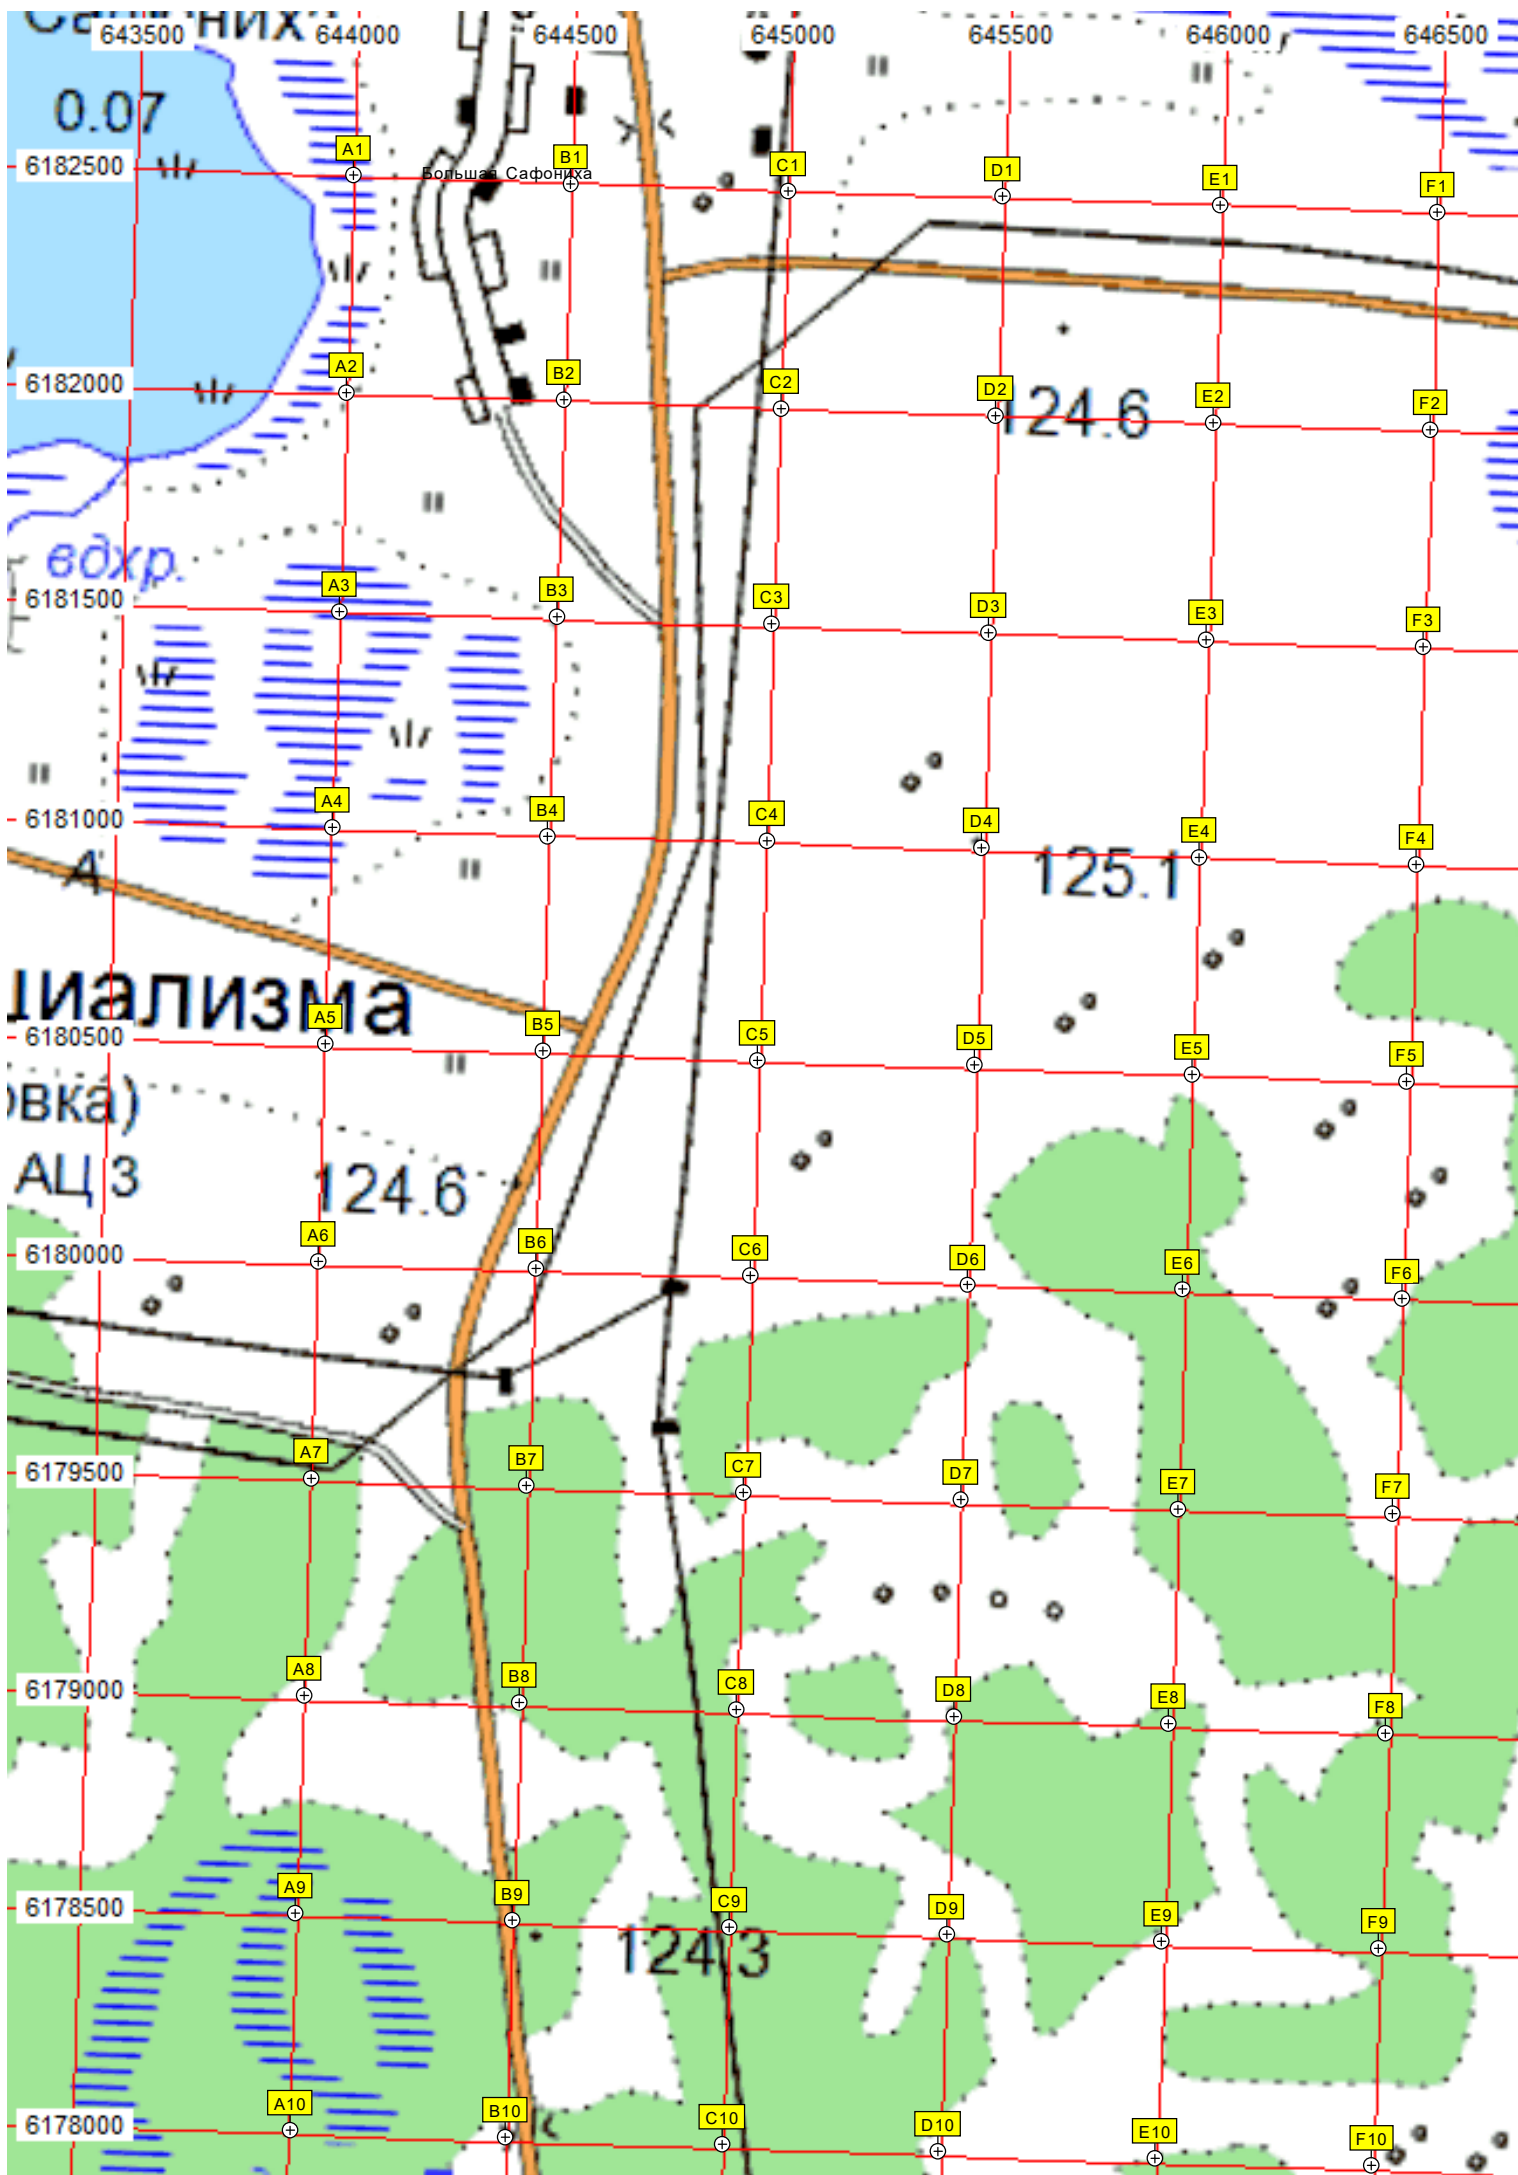 643500 644000 644500 645000 645500 646000 646500
0.07
A1 B1 C1 D1 E1 F1
6182500
Большая Сафониха
A2 B2 C2 D2 E2 F2
6182000
124.6
вдхр.
A3 B3 C3 D3 E3 F3
6181500
A4 B4 C4 D4 E4 F4
6181000
А
125.1
циализма
A5 B5 C5 D5 E5 F5
6180500
овка)
АЦ 3
124.6
A6 B6 C6 D6 E6 F6
6180000
A7 B7 C7 D7 E7 F7
6179500
A8 B8 C8 D8 E8 F8
6179000
A9 B9 C9 D9 E9 F9
6178500
124.3
A10 B10 C10 D10 E10 F10
6178000